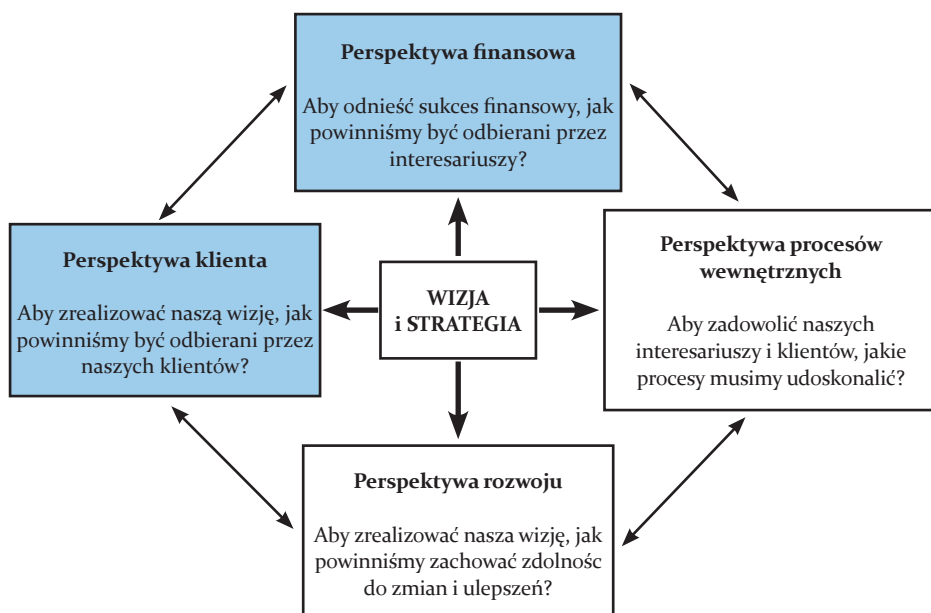 Perspektywa finansowa
Aby odnieść sukces finansowy, jak
powinniśmy być odbierani przez
interesariuszy?
Perspektywa klienta
Aby zrealizować naszą wizję, jak
powinniśmy być odbierani przez
naszych klientów?
WIZJA
i STRATEGIA
Perspektywa procesów
wewnętrznych
Aby zadowolić naszych
interesariuszy i klientów, jakie
procesy musimy udoskonalić?
Perspektywa rozwoju
Aby zrealizować nasza wizję, jak
powinniśmy zachować zdolnośc
do zmian i ulepszeń?